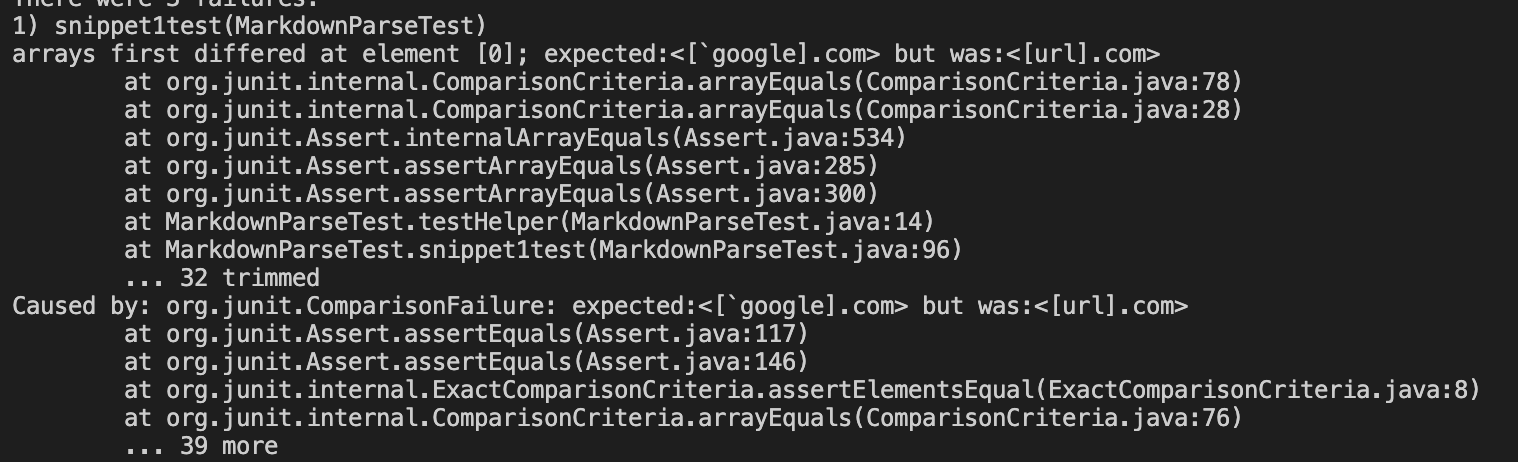 There were 3 failures:
1) snippet1test(MarkdownParseTest)
arrays first differed at element [0]; expected:<[`google].com> but was:<[url].com>
at org.junit.internal.ComparisonCriteria.arrayEquals(ComparisonCriteria.java:78)
at org.junit.internal.ComparisonCriteria.arrayEquals(ComparisonCriteria.java:28)
at org.junit.Assert.internalArrayEquals(Assert.java:534)
at org.junit.Assert.assertArrayEquals(Assert.java:285)
at org.junit.Assert.assertArrayEquals(Assert.java:300)
at MarkdownParseTest.testHelper(MarkdownParseTest.java:14)
at MarkdownParseTest.snippet1test(MarkdownParseTest.java:96)
... 32 trimmed
Caused by: org.junit.ComparisonFailure: expected:<[`google].com> but was:<[url].com>
at org.junit.Assert.assertEquals(Assert.java:117)
at org.junit.Assert.assertEquals(Assert.java:146)
at org.junit.internal.ExactComparisonCriteria.assertElementsEqual(ExactComparisonCriteria.java:8)
at org.junit.internal.ComparisonCriteria.arrayEquals(ComparisonCriteria.java:76)
... 39 more